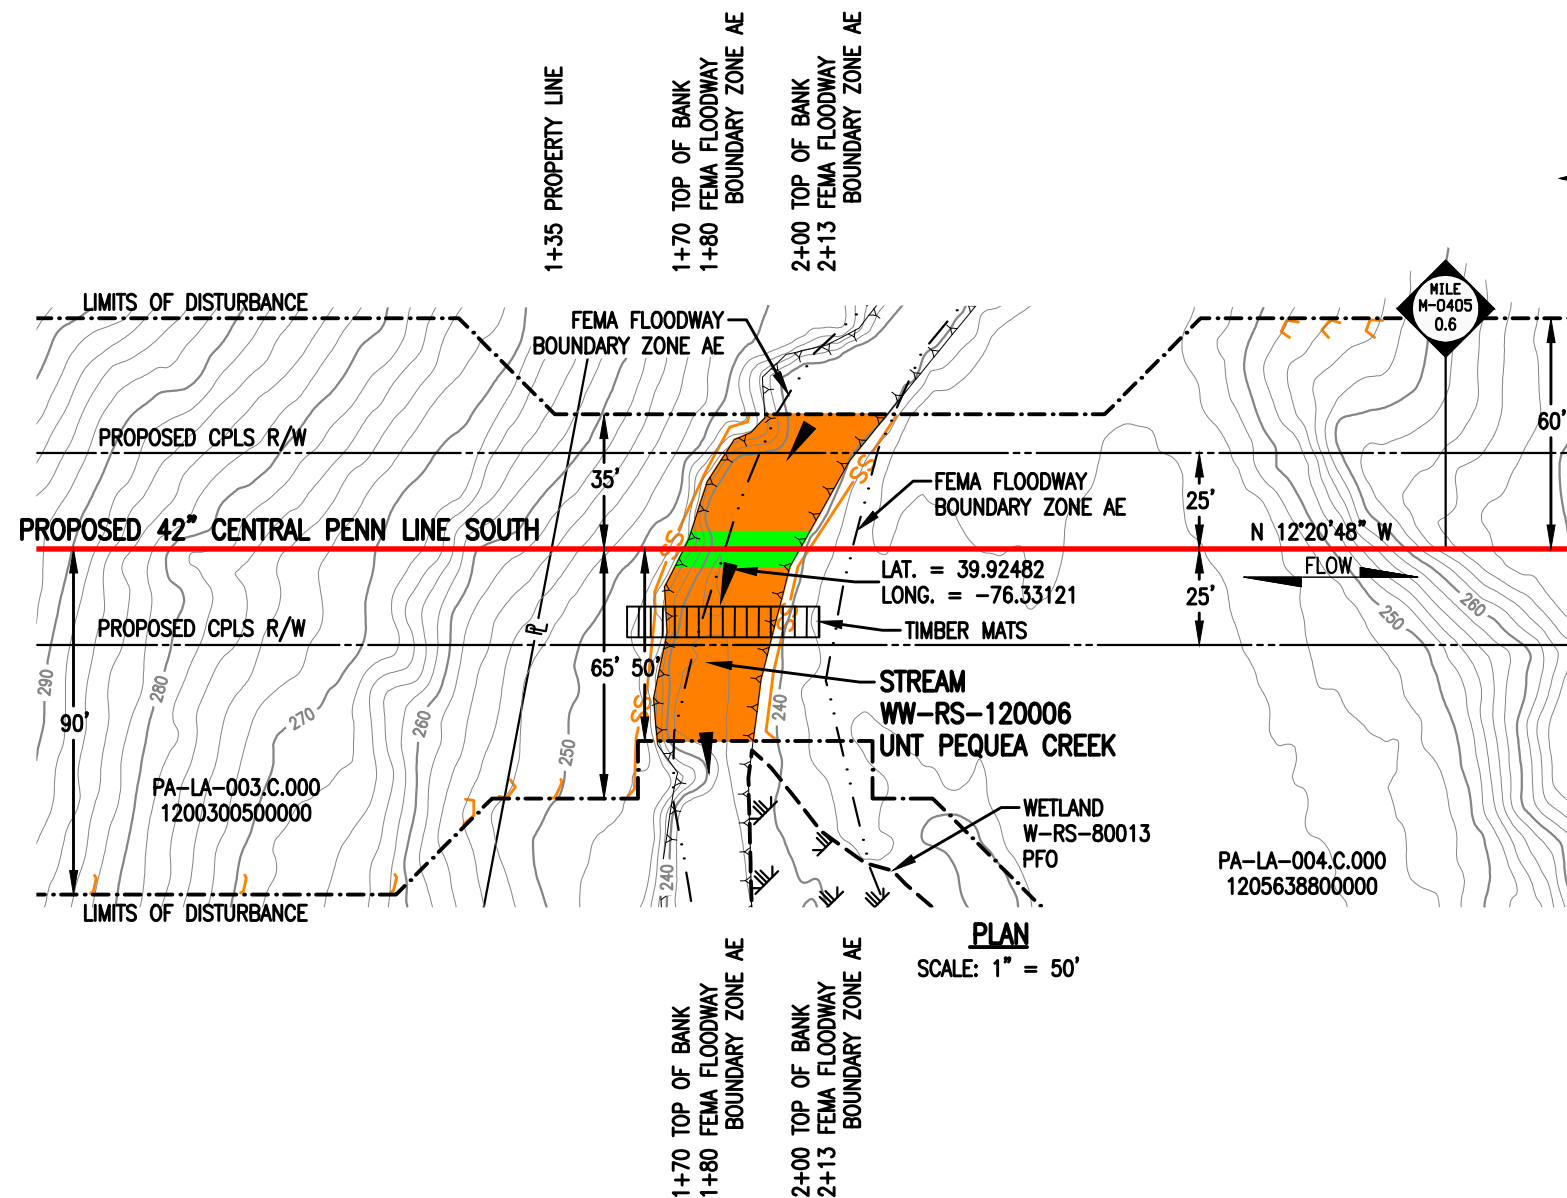 1+35 PROPERTY LINE
1+70 TOP OF BANK
1+80 FEMA FLOODWAY
BOUNDARY ZONE AE
2+00 TOP OF BANK
2+13 FEMA FLOODWAY
BOUNDARY ZONE AE
LIMITS OF DISTURBANCE
FEMA FLOODWAY
BOUNDARY ZONE AE
MILE
M-0405
0.6
PROPOSED CPLS R/W
35'
60'
SS
FEMA FLOODWAY
BOUNDARY ZONE AE
25'
PROPOSED 42" CENTRAL PENN LINE SOUTH
N 12°20'48" W
SS
FLOW
LAT. = 39.92482
LONG. = -76.33121
25'
260
250
PROPOSED CPLS R/W
PL
SS
TIMBER MATS
65'
50'
STREAM
WW-RS-120006
UNT PEQUEA CREEK
290
280
270
260
250
SS
240
90'
PA-LA-003.C.000
1200300500000
WETLAND
W-RS-80013
PFO
PA-LA-004.C.000
1205638800000
240
LIMITS OF DISTURBANCE
PLAN
SCALE: 1" = 50'
1+70 TOP OF BANK
1+80 FEMA FLOODWAY
BOUNDARY ZONE AE
2+00 TOP OF BANK
2+13 FEMA FLOODWAY
BOUNDARY ZONE AE